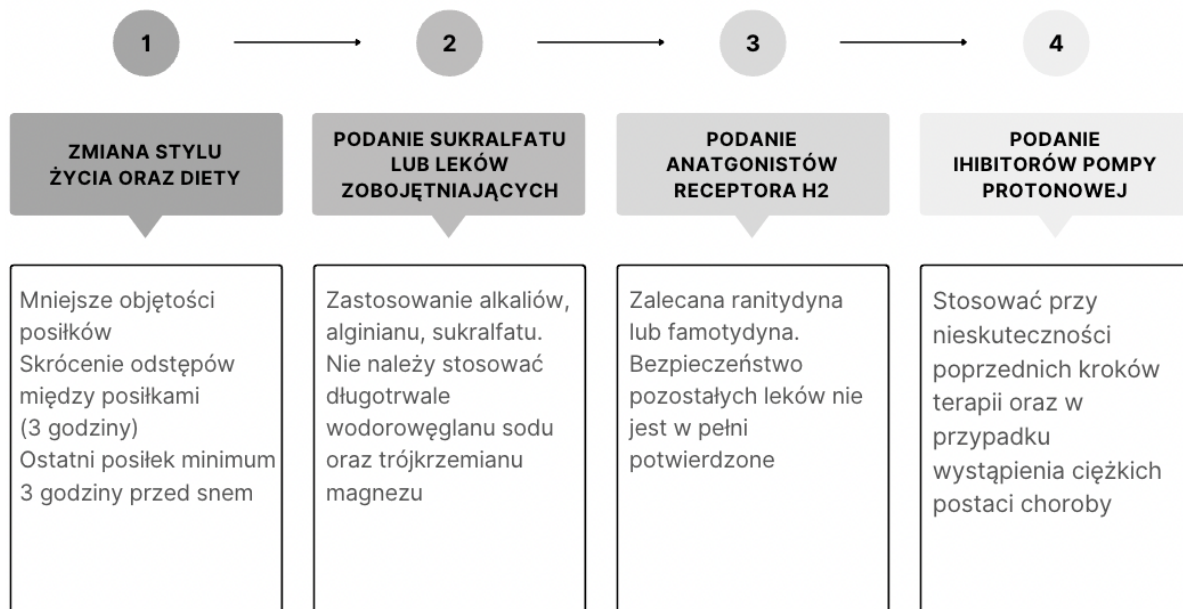 1
2
3
4
ZMIANA STYLU
ŻYCIA ORAZ DIETY
PODANIE SUKRALFATU
LUB LEKÓW
ZOBOJĘTNIAJĄCYCH
PODANIE
ANATGONISTÓW
RECEPTORA H2
PODANIE
IHIBITORÓW POMPY
PROTONOWEJ
Mniejsze objętości
posiłków
Skrócenie odstępów
między posiłkami
(3 godziny)
Ostatni posiłek minimum
3 godziny przed snem
Zastosowanie alkaliów,
alginianu, sukralfatu.
Nie należy stosować
długotrwale
wodorowęglanu sodu
oraz trójkrzemianu
magnezu
Zalecana ranitydyna
lub famotydyna.
Bezpieczeństwo
pozostałych leków nie
jest w pełni
potwierdzone
Stosować przy
nieskuteczności
poprzednich kroków
terapii oraz w
przypadku
wystąpienia ciężkich
postaci choroby